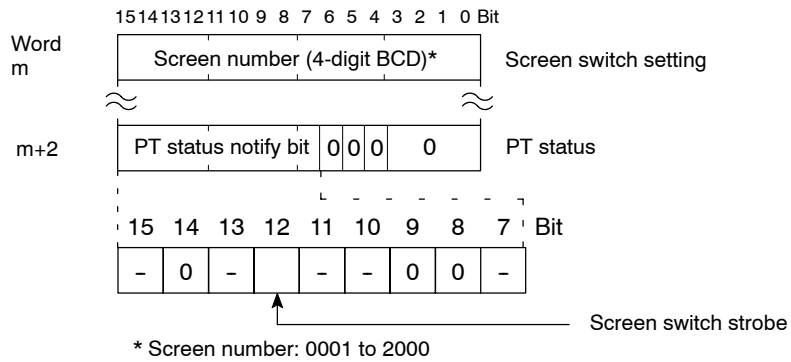 15 14 13 12 11 10 9 8 7 6 5 4 3 2 1 0 Bit
Word
m
Screen number (4-digit BCD)*
Screen switch setting
m+2
PT status notify bit 0 0 0 0
PT status
15 14 13 12 11 10 9 8 7 Bit
– 0 – – – 0 0 –
Screen switch strobe
* Screen number: 0001 to 2000